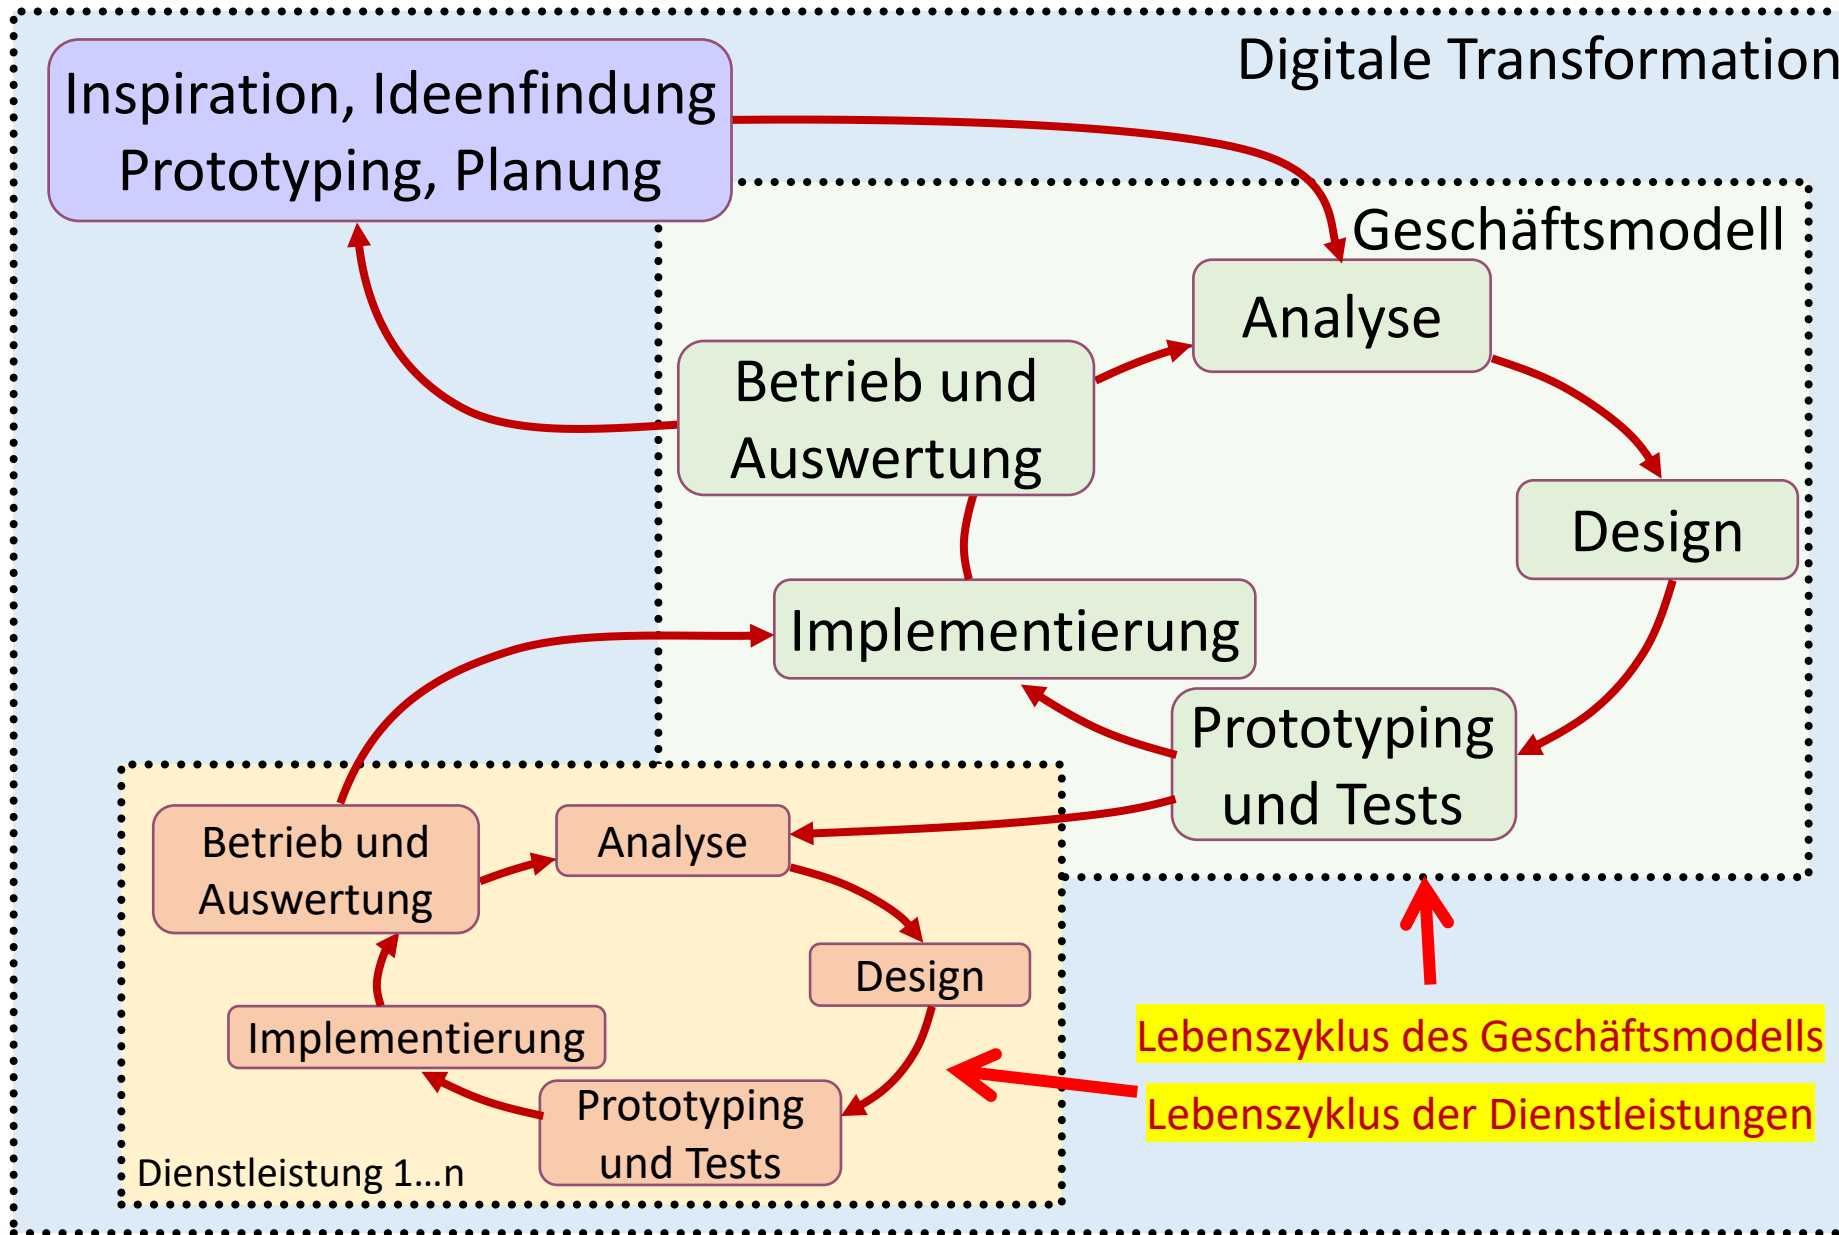 Digitale Transformation
Inspiration, Ideenfindung
Prototyping, Planung
Geschäftsmodell
Analyse
Betrieb und
Auswertung
Design
Implementierung
Prototyping
und Tests
Betrieb und
Auswertung
Analyse
Design
Implementierung
Prototyping
und Tests
Dienstleistung 1...n
Lebenszyklus des Geschäftsmodells
Lebenszyklus der Dienstleistungen